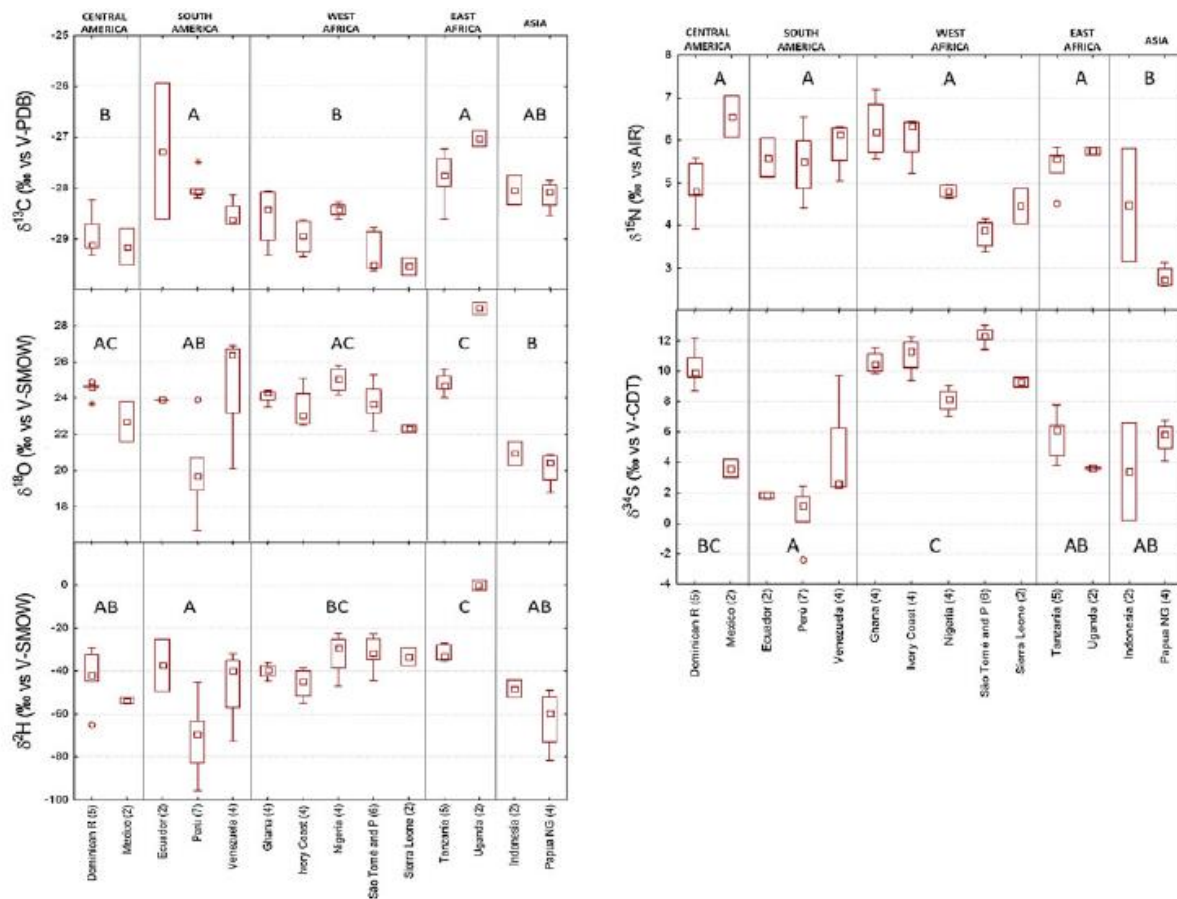 CENTRAL AMERICA SOUTH AMERICA WEST AFRICA EAST AFRICA ASIA
δ13C (‰ vs V-PDB)
-25
-26
-27
-28
-29
B A B A AB
δ18O (‰ vs V-SMOW)
28
26
24
22
20
18
AC AB AC C B
δ2H (‰ vs V-SMOW)
0
-20
-40
-60
-80
-100
AB A BC C AB
Dominican R (5)
Mexico (2)
Ecuador (2)
Perú (7)
Venezuela (4)
Ghana (4)
Ivory Coast (4)
Nigeria (4)
São Tomé and P (6)
Sierra Leone (2)
Tanzania (5)
Uganda (2)
Indonesia (2)
Papua NG (4)
CENTRAL AMERICA SOUTH AMERICA WEST AFRICA EAST AFRICA ASIA
δ15N (‰ vs AIR)
8
7
6
5
4
3
A A A A B
δ34S (‰ vs V-CDT)
12
10
8
6
4
2
0
-2
-4
BC A C AB AB
Dominican R (5)
Mexico (2)
Ecuador (2)
Perú (7)
Venezuela (4)
Ghana (4)
Ivory Coast (4)
Nigeria (4)
São Tomé and P (6)
Sierra Leone (2)
Tanzania (5)
Uganda (2)
Indonesia (2)
Papua NG (4)